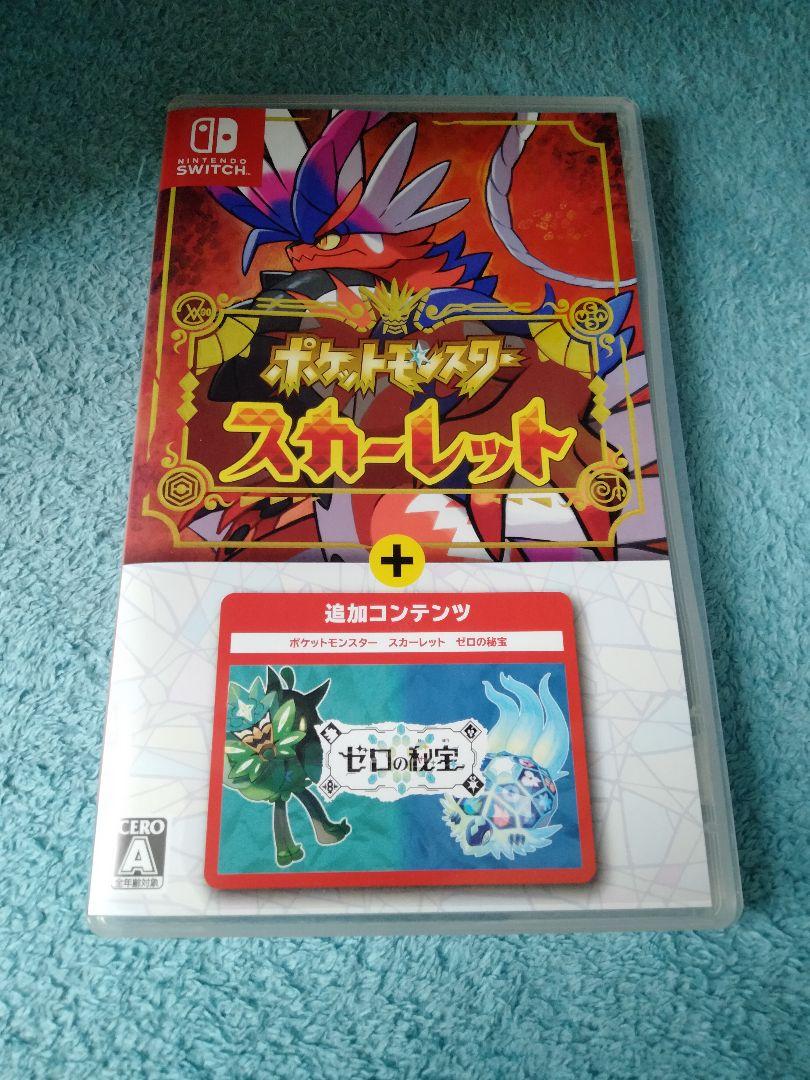 NINTENDO
SWITCH™
ポケットモンスター
スカーレット
+
追加コンテンツ
ポケットモンスター スカーレット ゼロの秘宝
ゼロの秘宝
CERO
A
全年齢対象